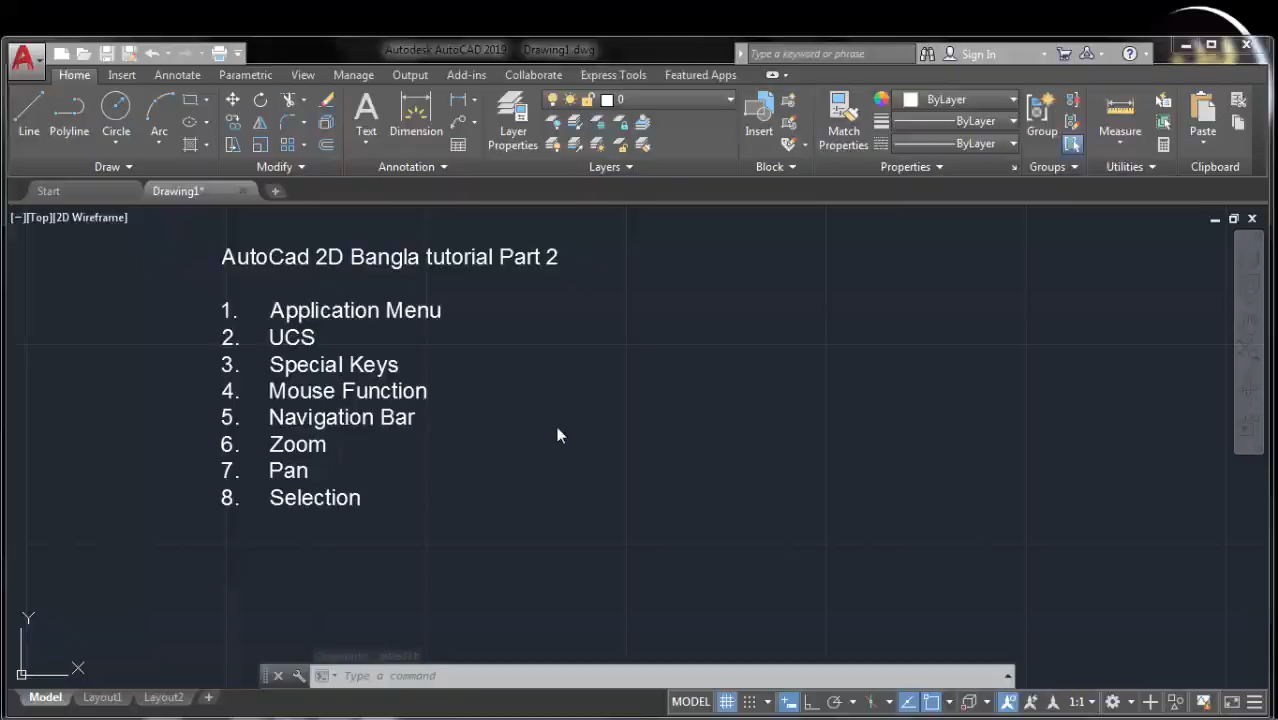 Autodesk AutoCAD 2019 Drawing1.dwg
Type a keyword or phrase
Sign In
Home Insert Annotate Parametric View Manage Output Add-ins Collaborate Express Tools Featured Apps
Line Polyline Circle Arc
Text Dimension
Layer Properties
0
Insert
Match Properties
ByLayer
ByLayer
ByLayer
Group
Measure
Paste
Draw Modify Annotation Layers Block Properties Groups Utilities Clipboard
Start Drawing1*
[−][Top][2D Wireframe]
AutoCad 2D Bangla tutorial Part 2
1. Application Menu
2. UCS
3. Special Keys
4. Mouse Function
5. Navigation Bar
6. Zoom
7. Pan
8. Selection
Y
X
Type a command
Model Layout1 Layout2
MODEL
1:1